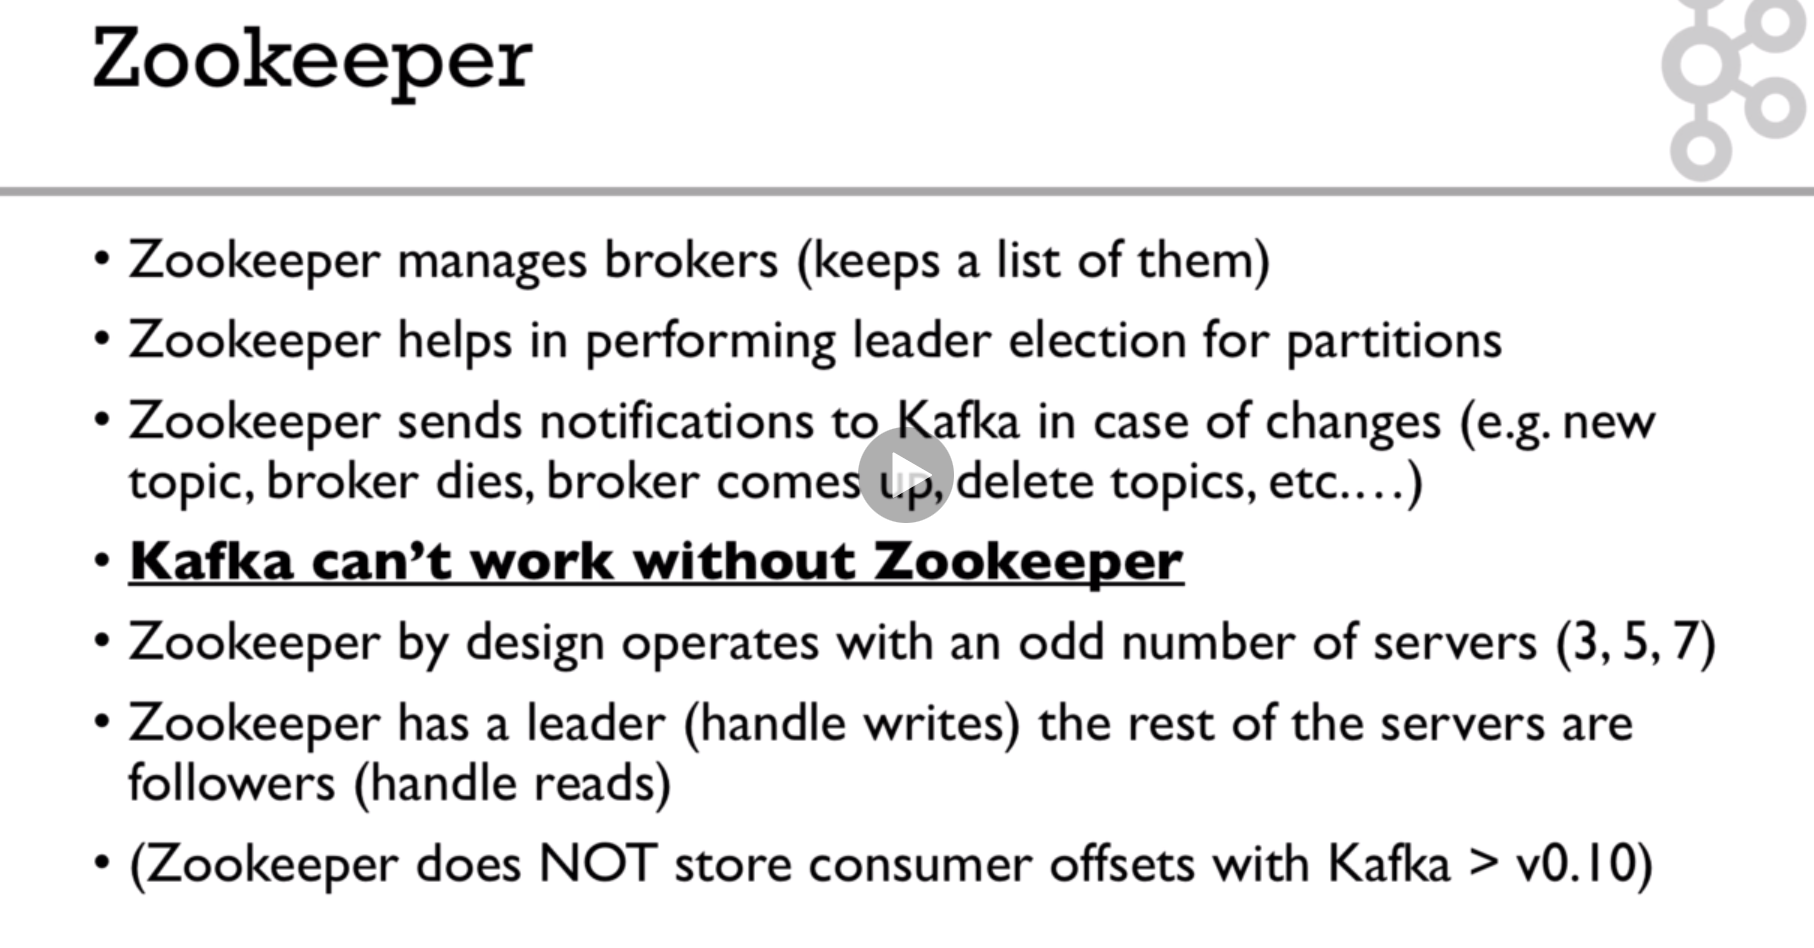 Zookeeper
• Zookeeper manages brokers (keeps a list of them)
• Zookeeper helps in performing leader election for partitions
• Zookeeper sends notifications to Kafka in case of changes (e.g. new
topic, broker dies, broker comes up, delete topics, etc.…)
• Kafka can’t work without Zookeeper
• Zookeeper by design operates with an odd number of servers (3, 5, 7)
• Zookeeper has a leader (handle writes) the rest of the servers are
followers (handle reads)
• (Zookeeper does NOT store consumer offsets with Kafka > v0.10)